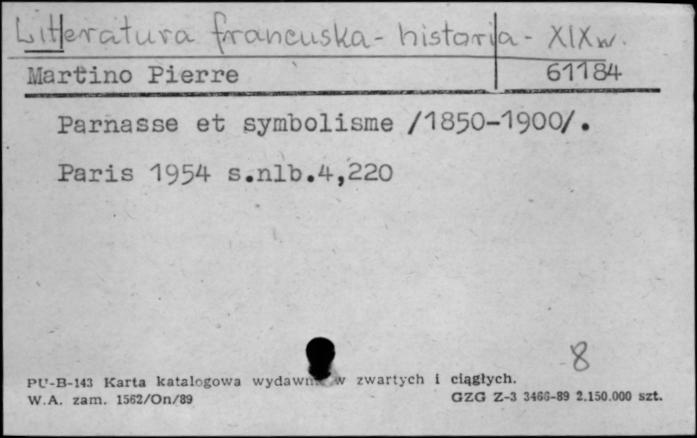 Literatura francuska - historia - XIX w.
Martino Pierre 61184
Parnasse et symbolisme /1850-1900/.
Paris 1954 s.nlb.4,220
8
PU-B-143 Karta katalogowa wydawn w zwartych i ciągłych.
W.A. zam. 1562/On/89 GZG Z-3 3466-89 2.150.000 szt.